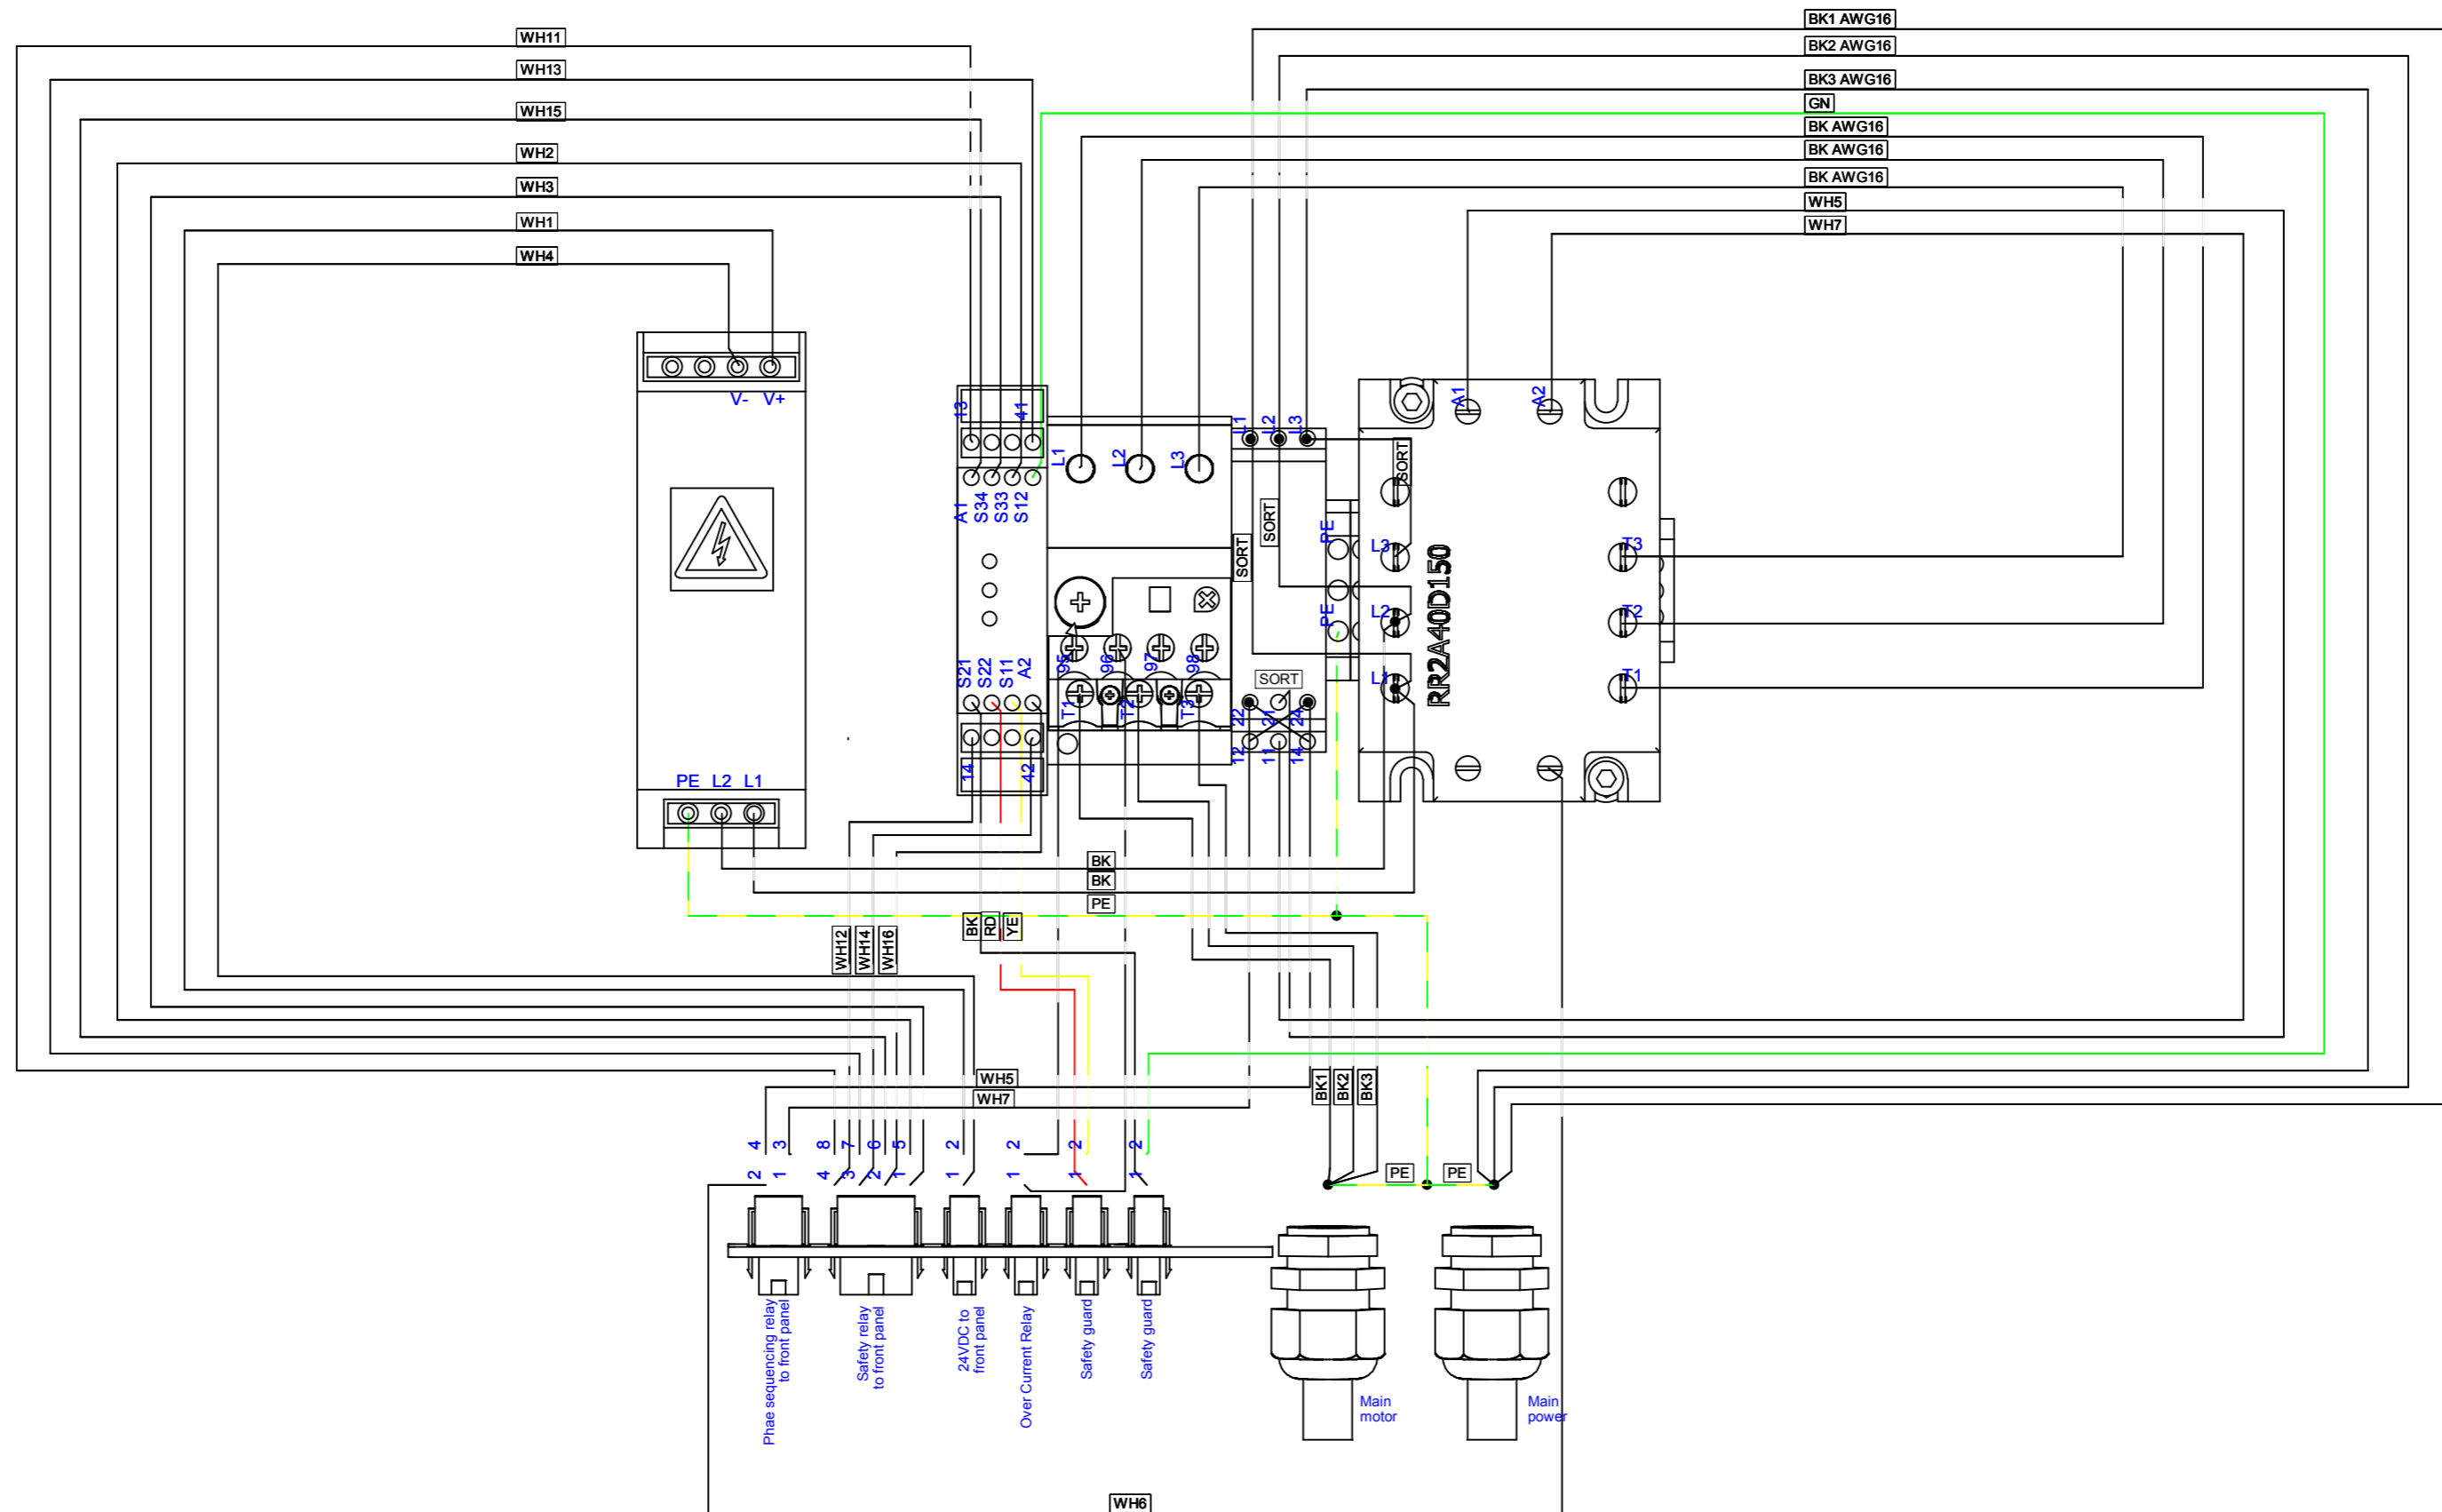 BK1 AWG16
WH11
BK2 AWG16
WH13
BK3 AWG16
GN
WH15
BK AWG16
WH2
BK AWG16
WH3
BK AWG16
WH5
WH1
WH7
WH4
V- V+
13
41
L1
L2
L3
A1
A2
L1
L2
L3
SORT
A1
S34
S33
S12
SORT
SORT
PE
PE
L3
L2
L1
RR2A40D150
T3
T2
T1
S21
S22
S11
A2
95
96
97
98
T1
T2
T3
SORT
22
21
24
12
11
14
14
42
PE L2 L1
BK
BK
PE
BK
RD
YE
WH12
WH14
WH16
WH5
WH7
BK1
BK2
BK3
4 3 8 7 6 5 2 2 2 2
2 1 4 3 2 1 1 1 1 1
PE
PE
Phae sequencing relay
to front panel
Safety relay
to front panel
24VDC to
front panel
Over Current Relay
Safety guard
Safety guard
Main
motor
Main
power
WH6